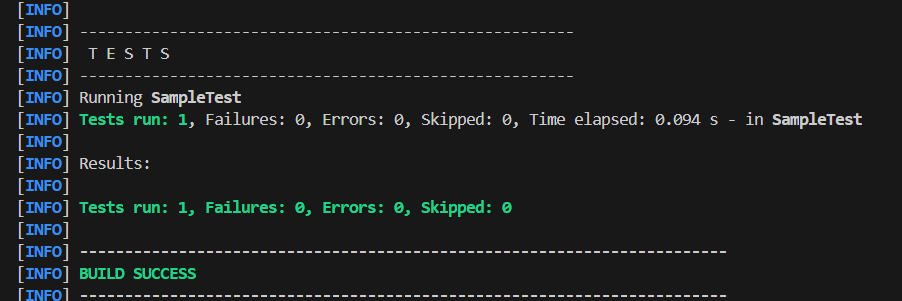 [INFO]
[INFO] -------------------------------------------------------
[INFO]  T E S T S
[INFO] -------------------------------------------------------
[INFO] Running SampleTest
[INFO] Tests run: 1, Failures: 0, Errors: 0, Skipped: 0, Time elapsed: 0.094 s - in SampleTest
[INFO]
[INFO] Results:
[INFO]
[INFO] Tests run: 1, Failures: 0, Errors: 0, Skipped: 0
[INFO]
[INFO] ------------------------------------------------------------------------
[INFO] BUILD SUCCESS
[INFO] ------------------------------------------------------------------------